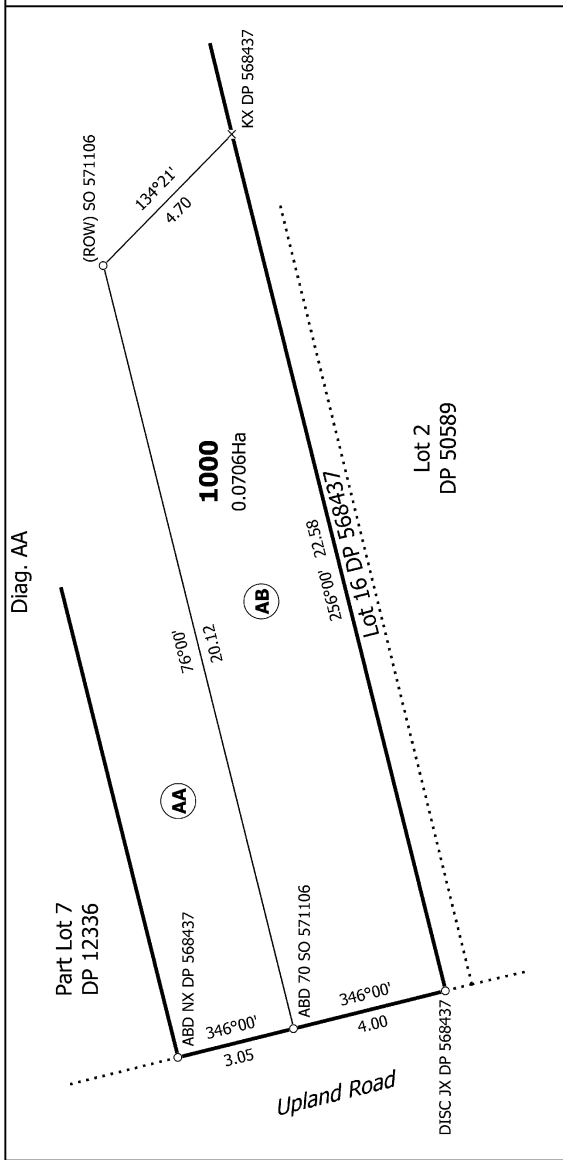 Diag. AA
(ROW) SO 571106
KX DP 568437
134°21'
4.70
1000
0.0706Ha
76°00'
20.12
AB
256°00' 22.58
Lot 16 DP 568437
Lot 2
DP 50589
AA
Part Lot 7
DP 12336
ABD NX DP 568437
346°00'
3.05
ABD 70 SO 571106
346°00'
4.00
DISC JX DP 568437
Upland Road